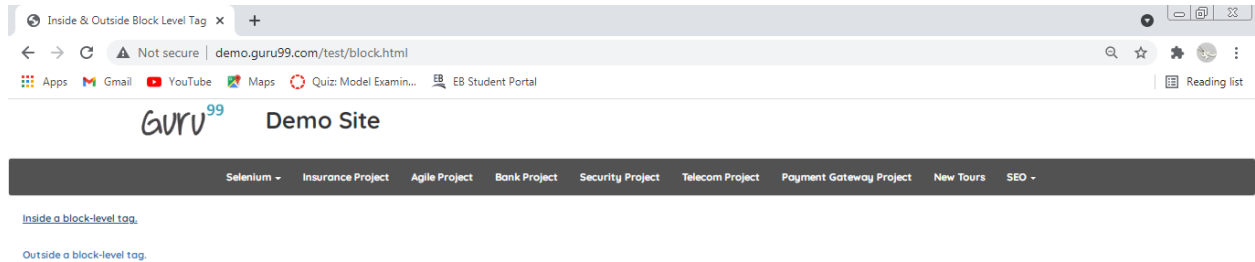 Inside & Outside Block Level Tag
Not secure | demo.guru99.com/test/block.html
Apps Gmail YouTube Maps Quiz: Model Examin... EB EB Student Portal Reading list
Guru99 Demo Site
Selenium Insurance Project Agile Project Bank Project Security Project Telecom Project Payment Gateway Project New Tours SEO
Inside a block-level tag.
Outside a block-level tag.